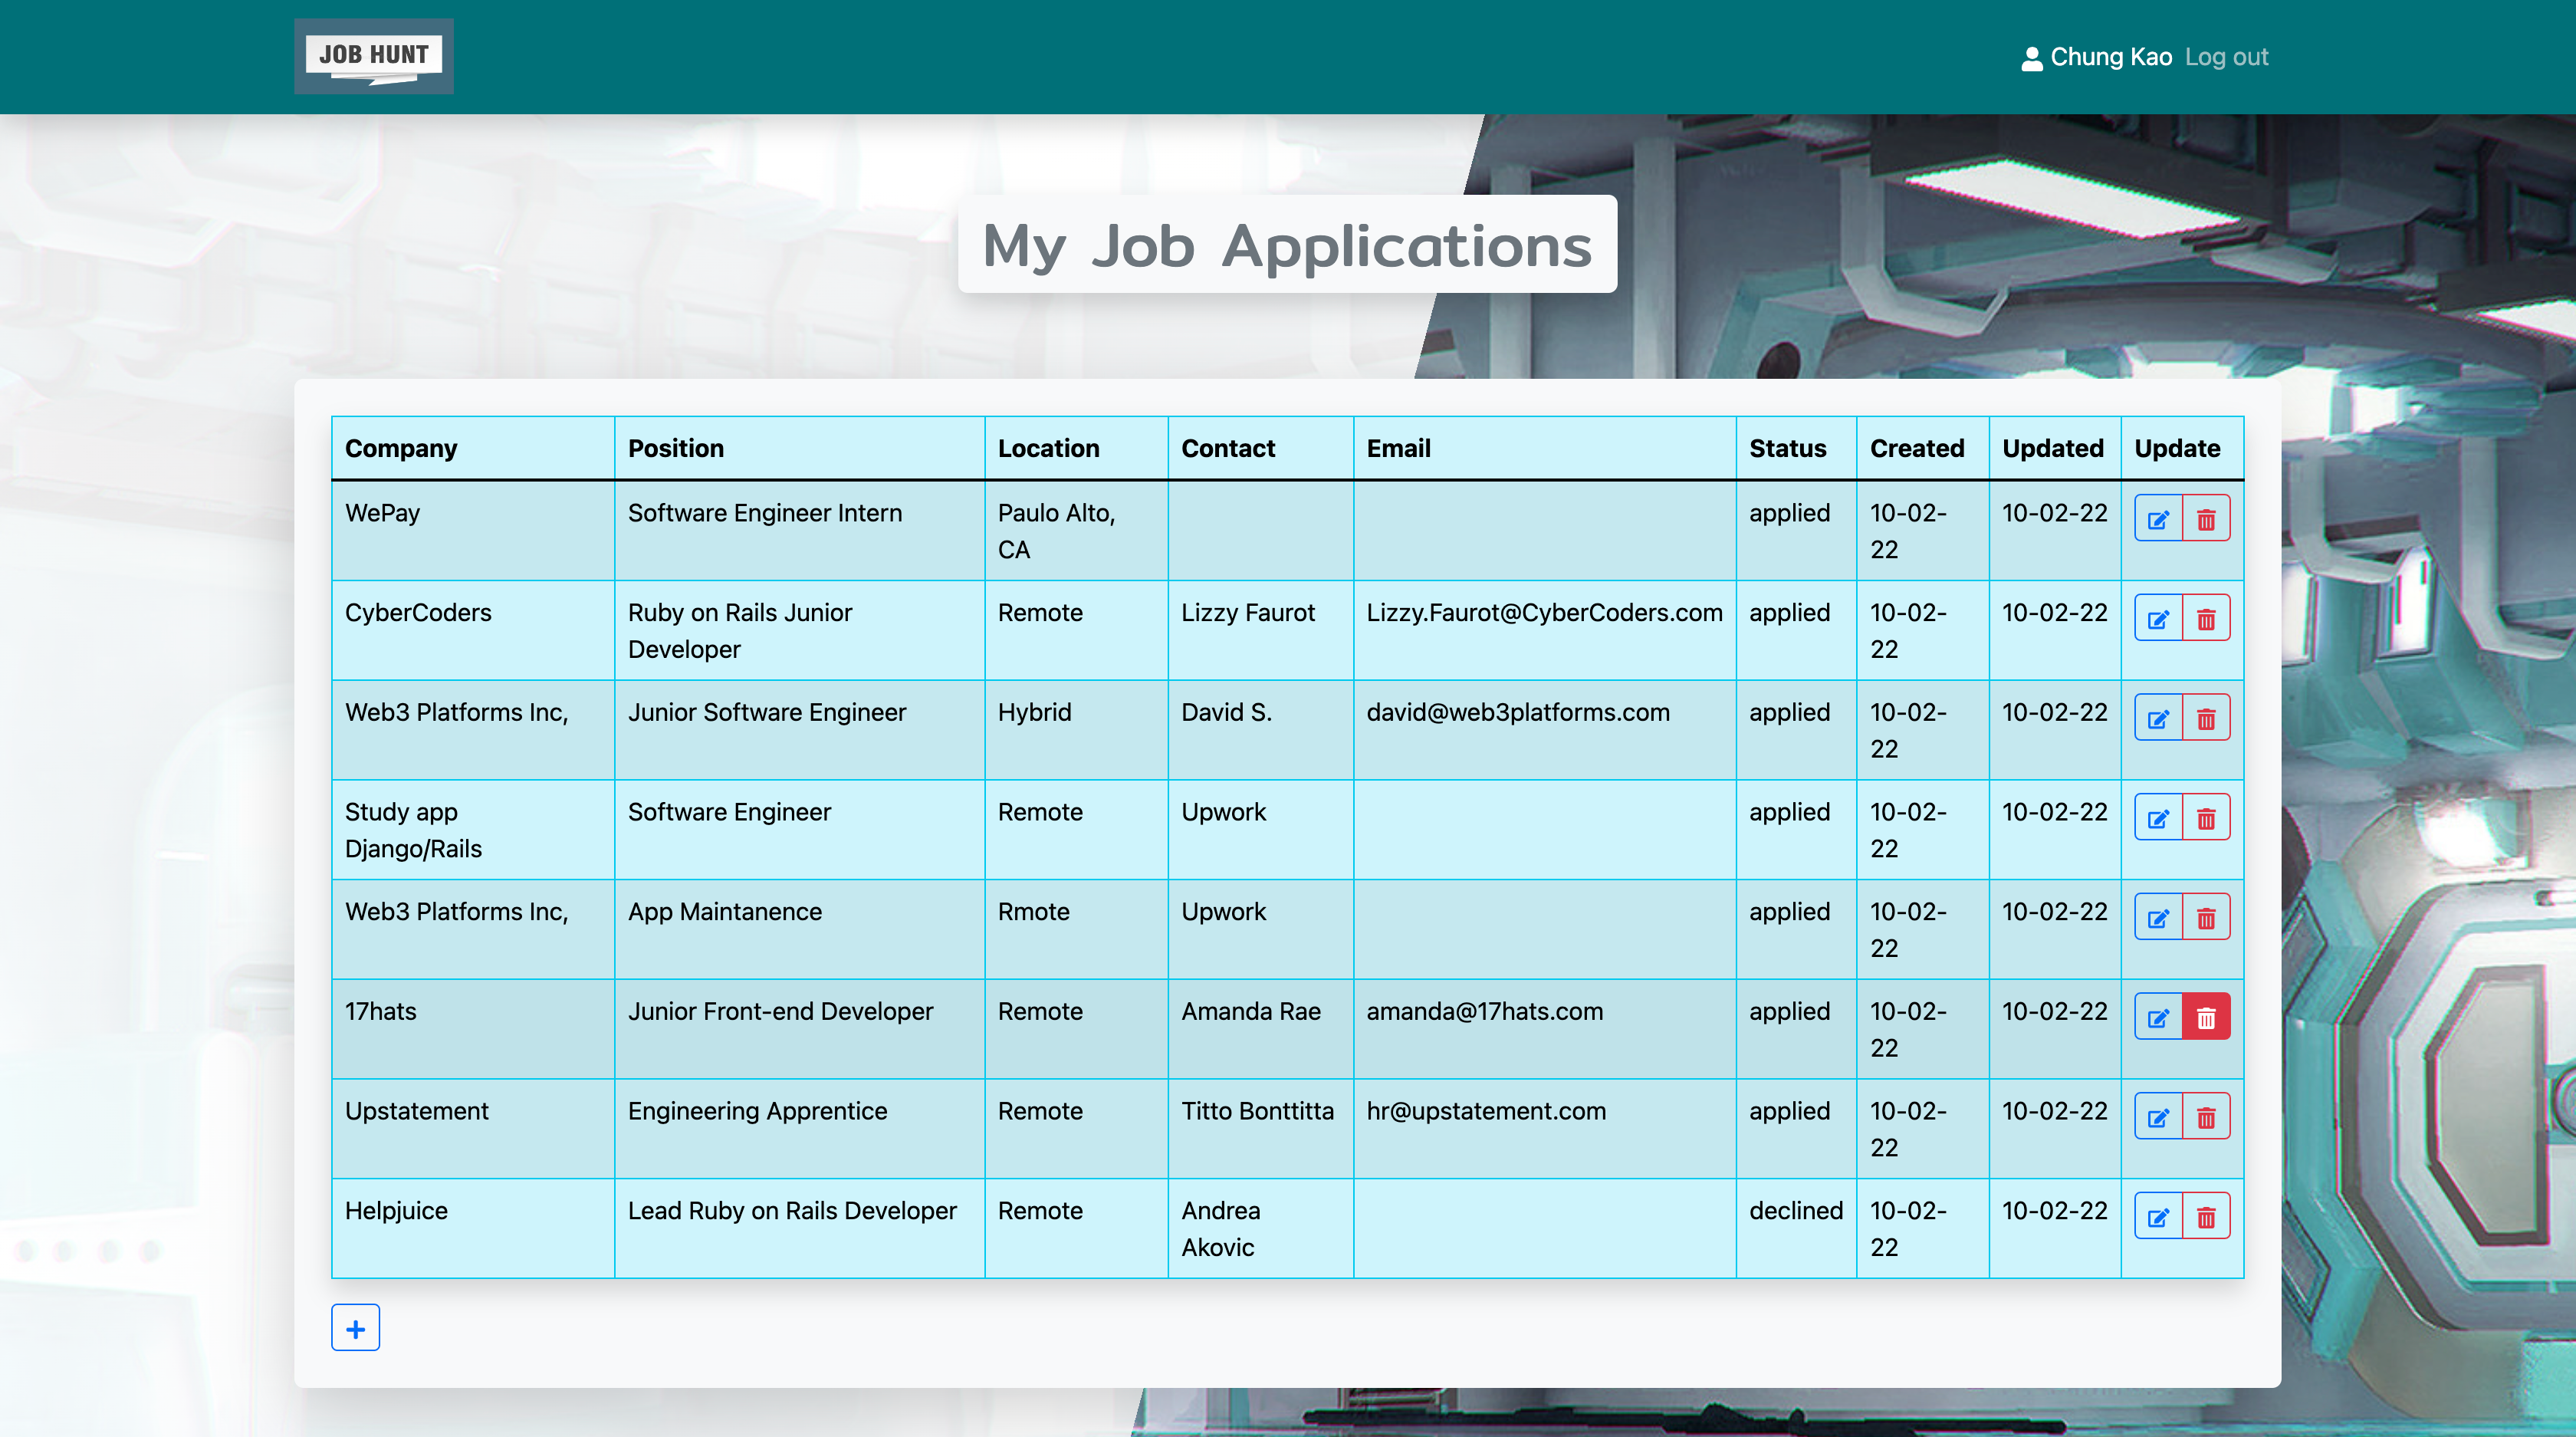 JOB HUNT
Chung Kao Log out
My Job Applications
Company Position Location Contact Email Status Created Updated Update
WePay Software Engineer Intern Paulo Alto, applied 10-02- 10-02-22
CA 22
CyberCoders Ruby on Rails Junior Remote Lizzy Faurot Lizzy.Faurot@CyberCoders.com applied 10-02- 10-02-22
Developer 22
Web3 Platforms Inc, Junior Software Engineer Hybrid David S. david@web3platforms.com applied 10-02- 10-02-22
22
Study app Software Engineer Remote Upwork applied 10-02- 10-02-22
Django/Rails 22
Web3 Platforms Inc, App Maintanence Rmote Upwork applied 10-02- 10-02-22
22
17hats Junior Front-end Developer Remote Amanda Rae amanda@17hats.com applied 10-02- 10-02-22
22
Upstatement Engineering Apprentice Remote Titto Bonttitta hr@upstatement.com applied 10-02- 10-02-22
22
Helpjuice Lead Ruby on Rails Developer Remote Andrea declined 10-02- 10-02-22
Akovic 22